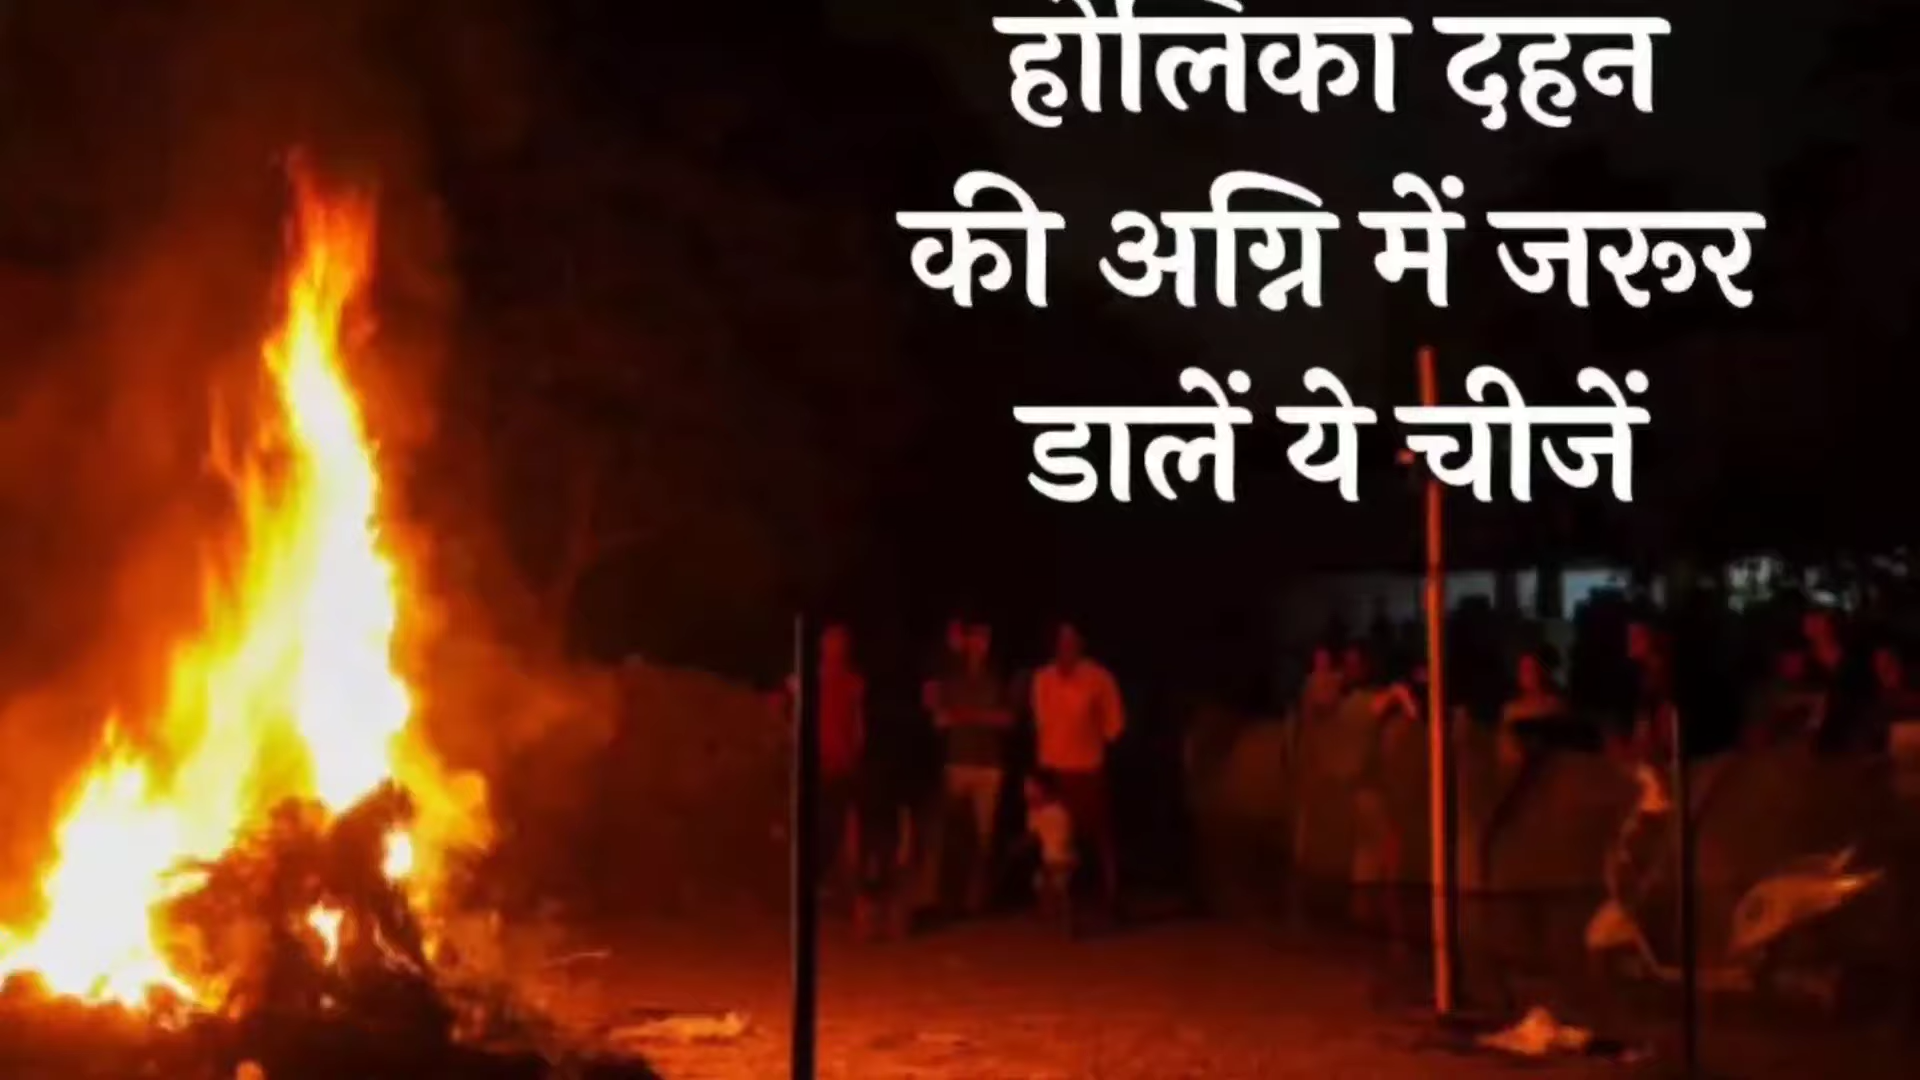 होलिका दहन
की अग्नि में जरूर
डालें ये चीजें